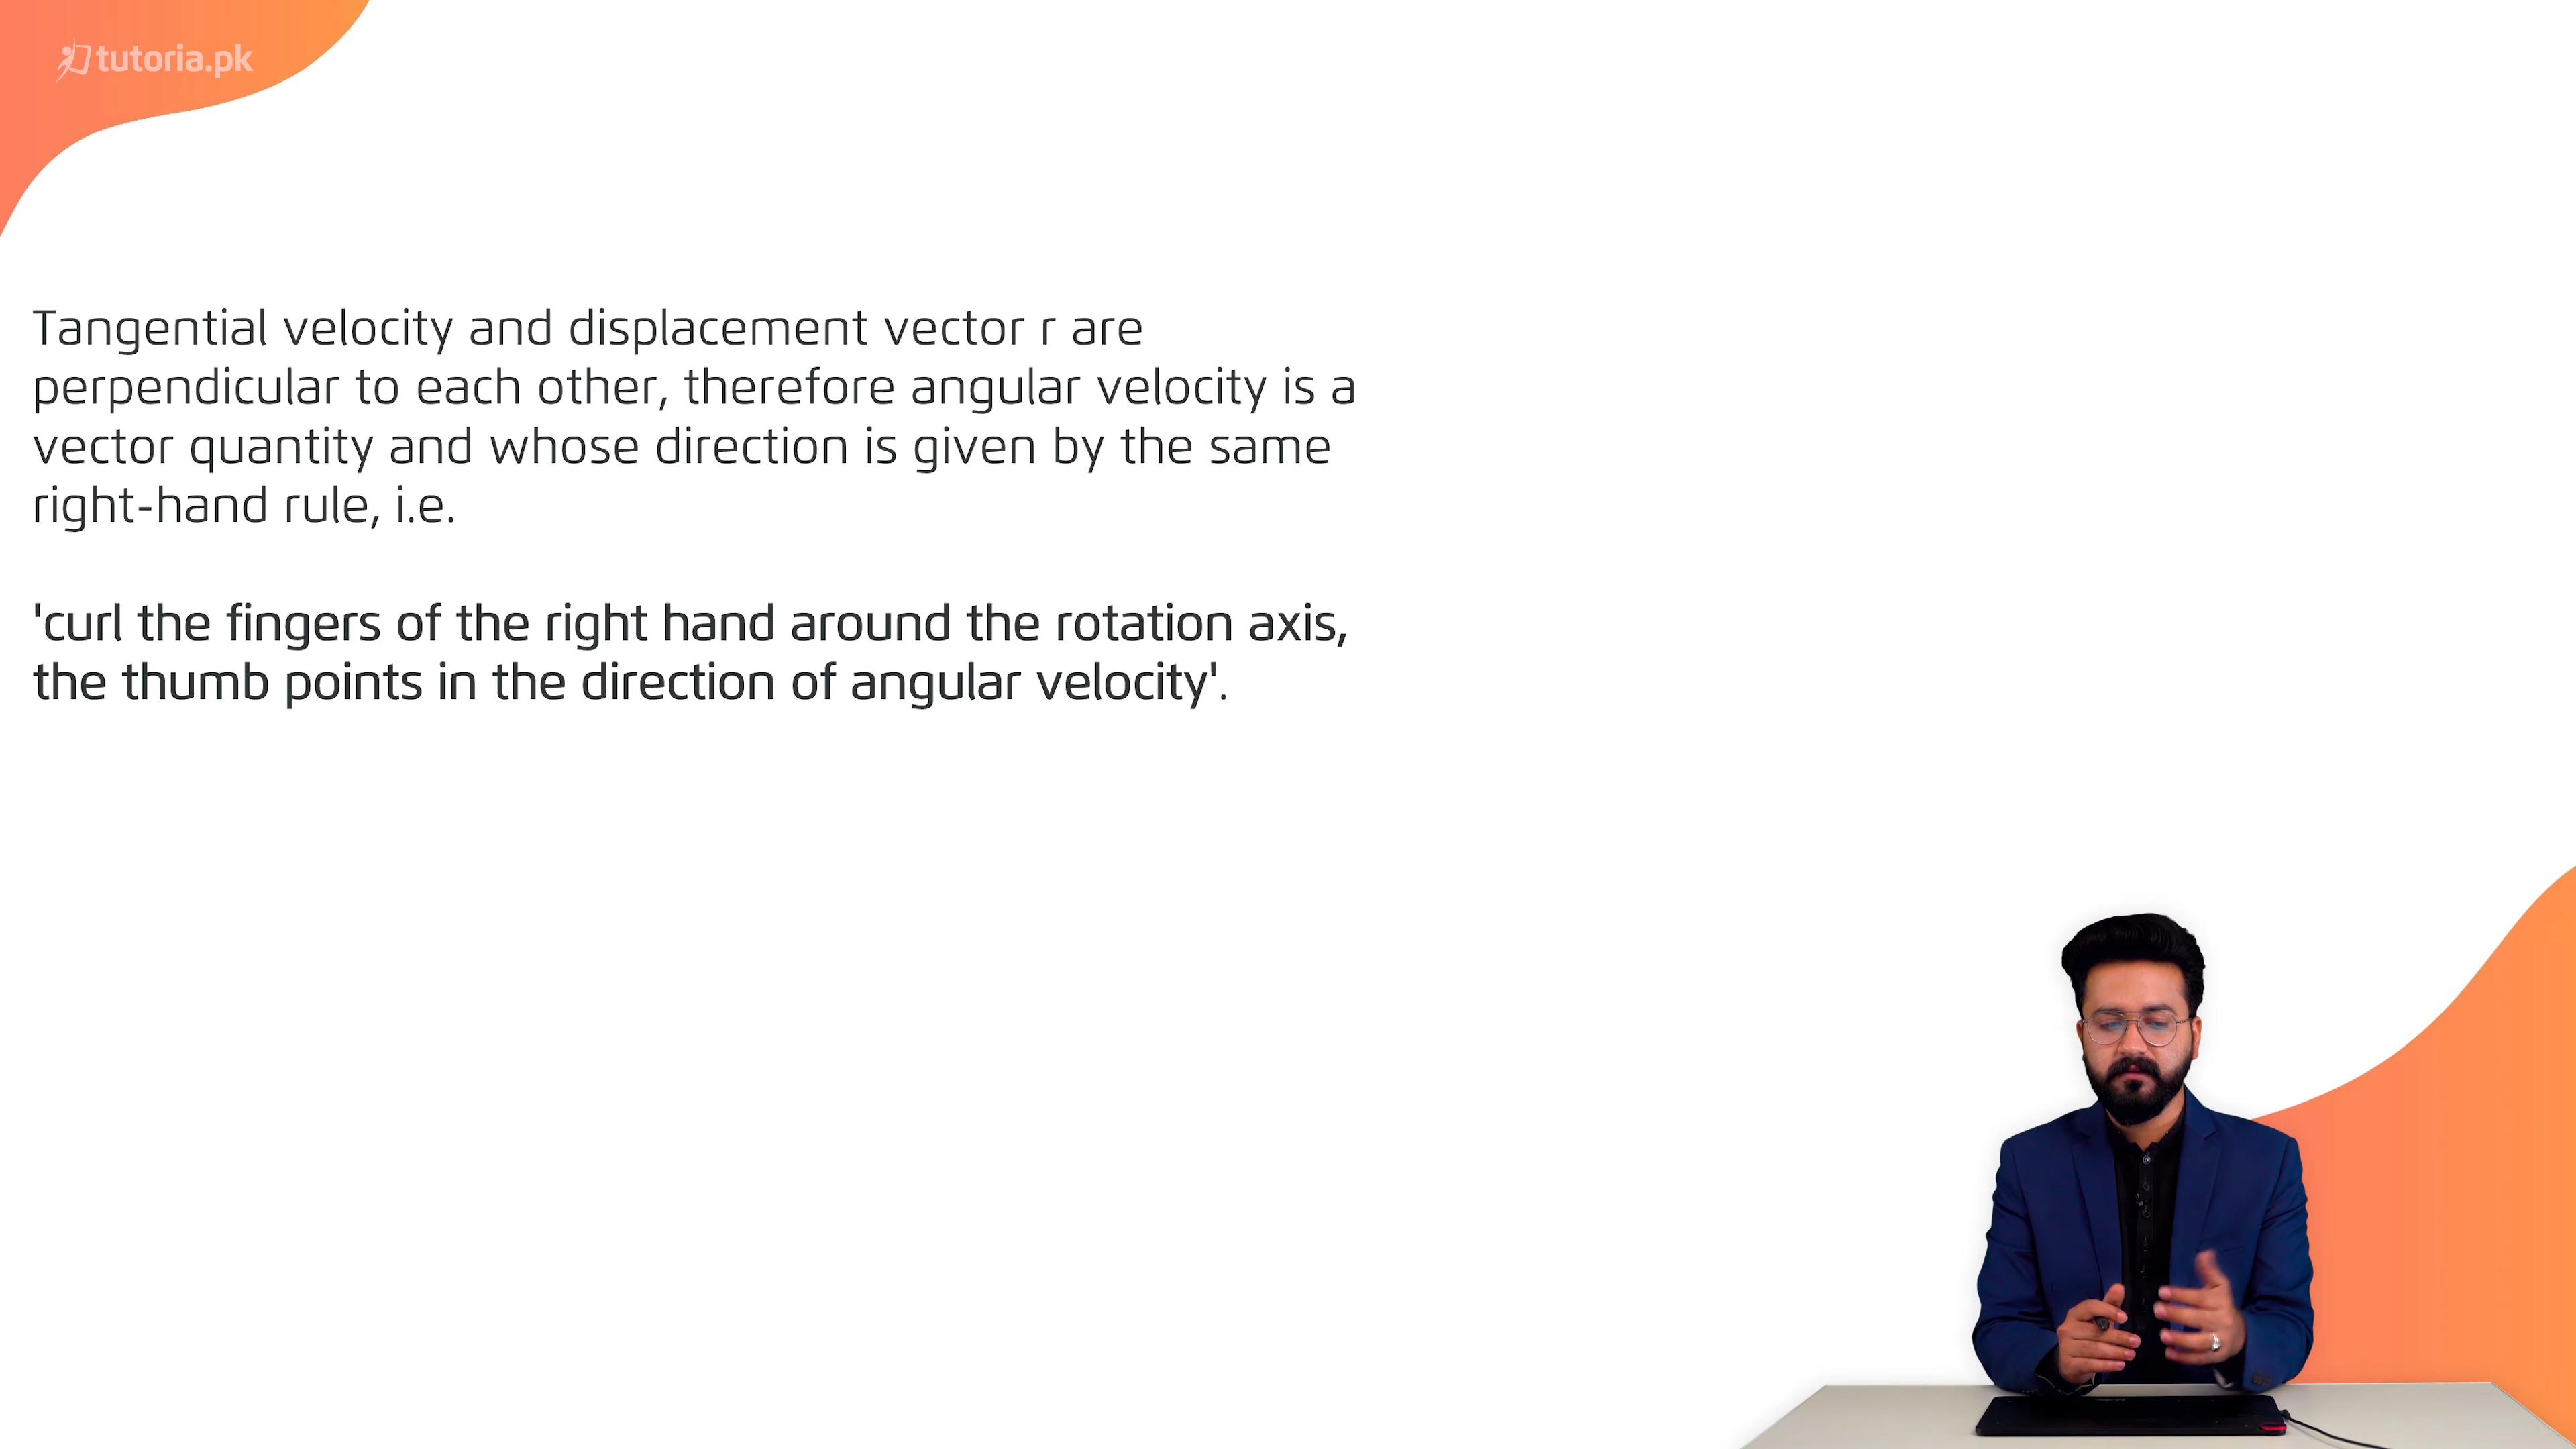 tutoria.pk
Tangential velocity and displacement vector r are
perpendicular to each other, therefore angular velocity is a
vector quantity and whose direction is given by the same
right-hand rule, i.e.
'curl the fingers of the right hand around the rotation axis,
the thumb points in the direction of angular velocity'.